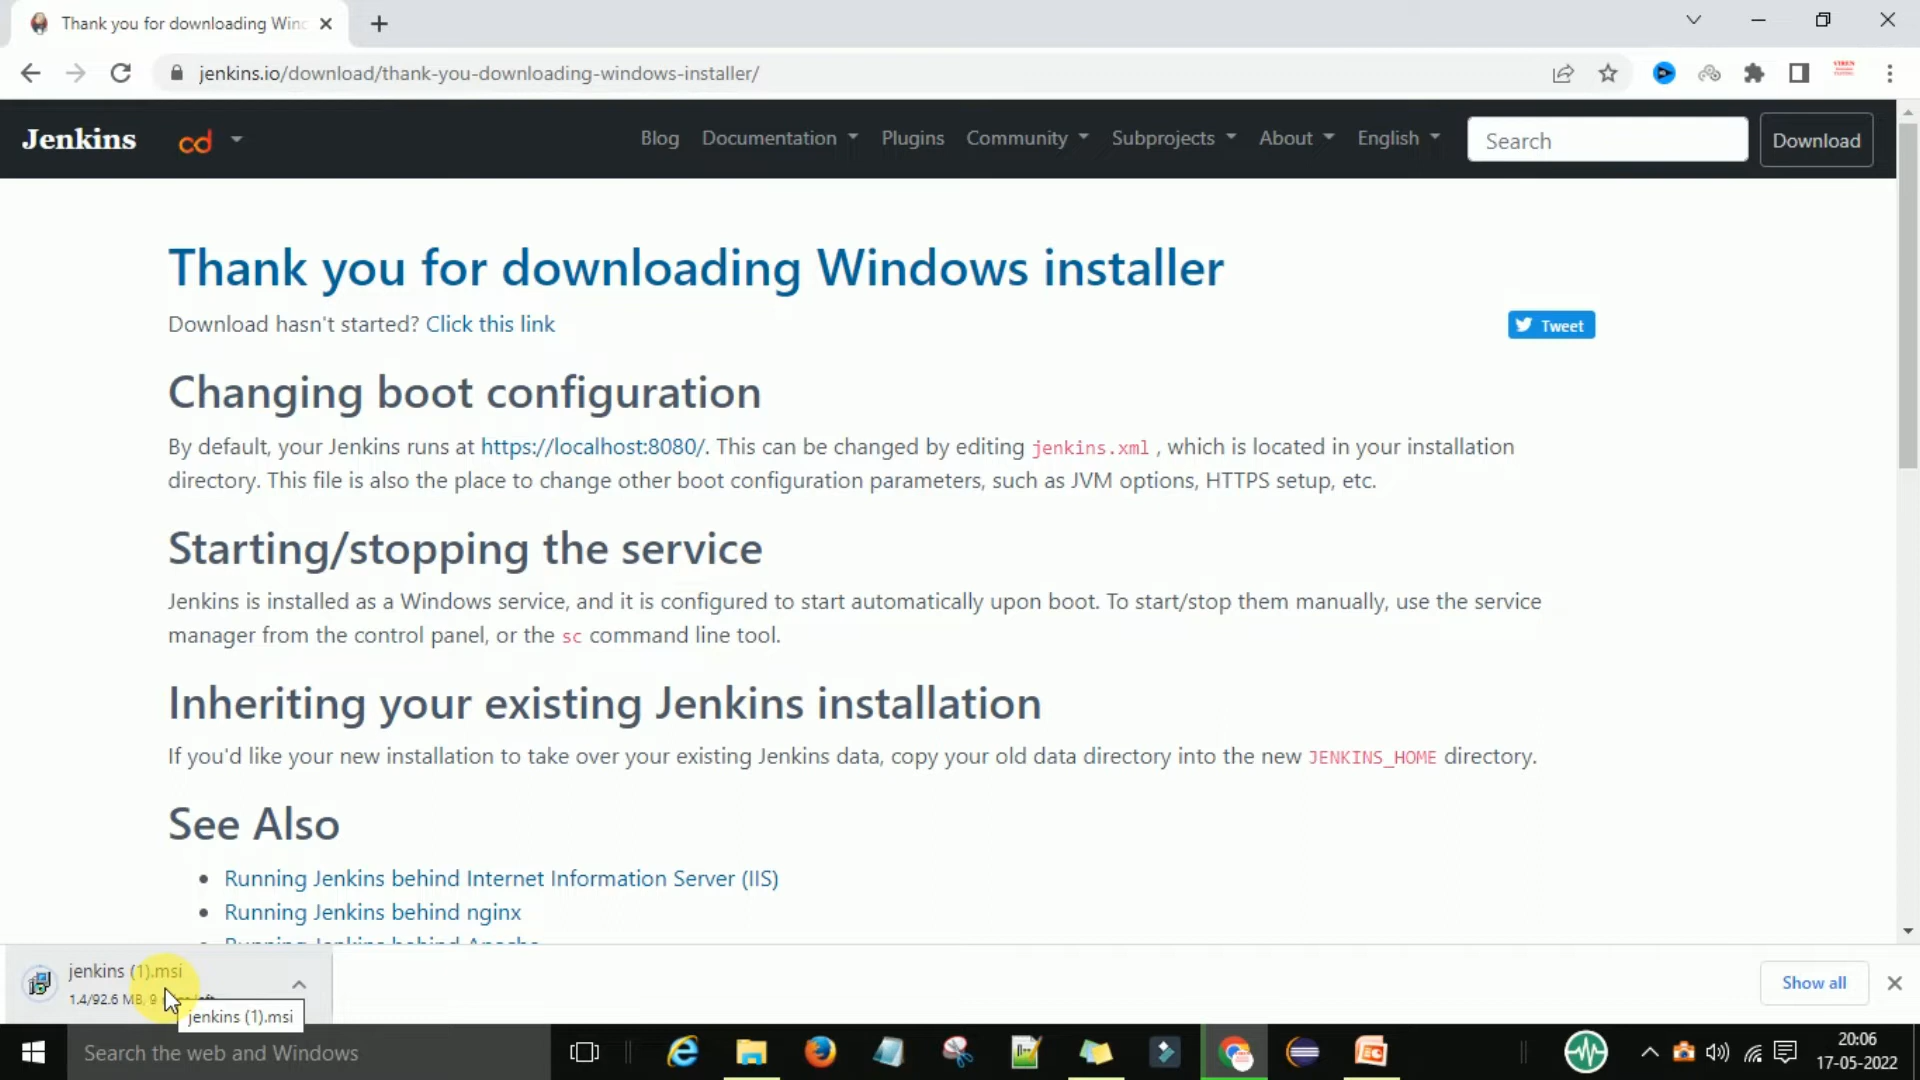 Thank you for downloading Winc
jenkins.io/download/thank-you-downloading-windows-installer/
VIREN
Jenkins
cd
Blog
Documentation
Plugins
Community
Subprojects
About
English
Search
Download
Thank you for downloading Windows installer
Download hasn't started? Click this link
Tweet
Changing boot configuration
By default, your Jenkins runs at https://localhost:8080/. This can be changed by editing jenkins.xml , which is located in your installation
directory. This file is also the place to change other boot configuration parameters, such as JVM options, HTTPS setup, etc.
Starting/stopping the service
Jenkins is installed as a Windows service, and it is configured to start automatically upon boot. To start/stop them manually, use the service
manager from the control panel, or the sc command line tool.
Inheriting your existing Jenkins installation
If you'd like your new installation to take over your existing Jenkins data, copy your old data directory into the new JENKINS_HOME directory.
See Also
• Running Jenkins behind Internet Information Server (IIS)
• Running Jenkins behind nginx
• Running Jenkins behind Apache
jenkins (1).msi
1.4/92.6 MB, 9
jenkins (1).msi
Show all
Search the web and Windows
20:06
17-05-2022